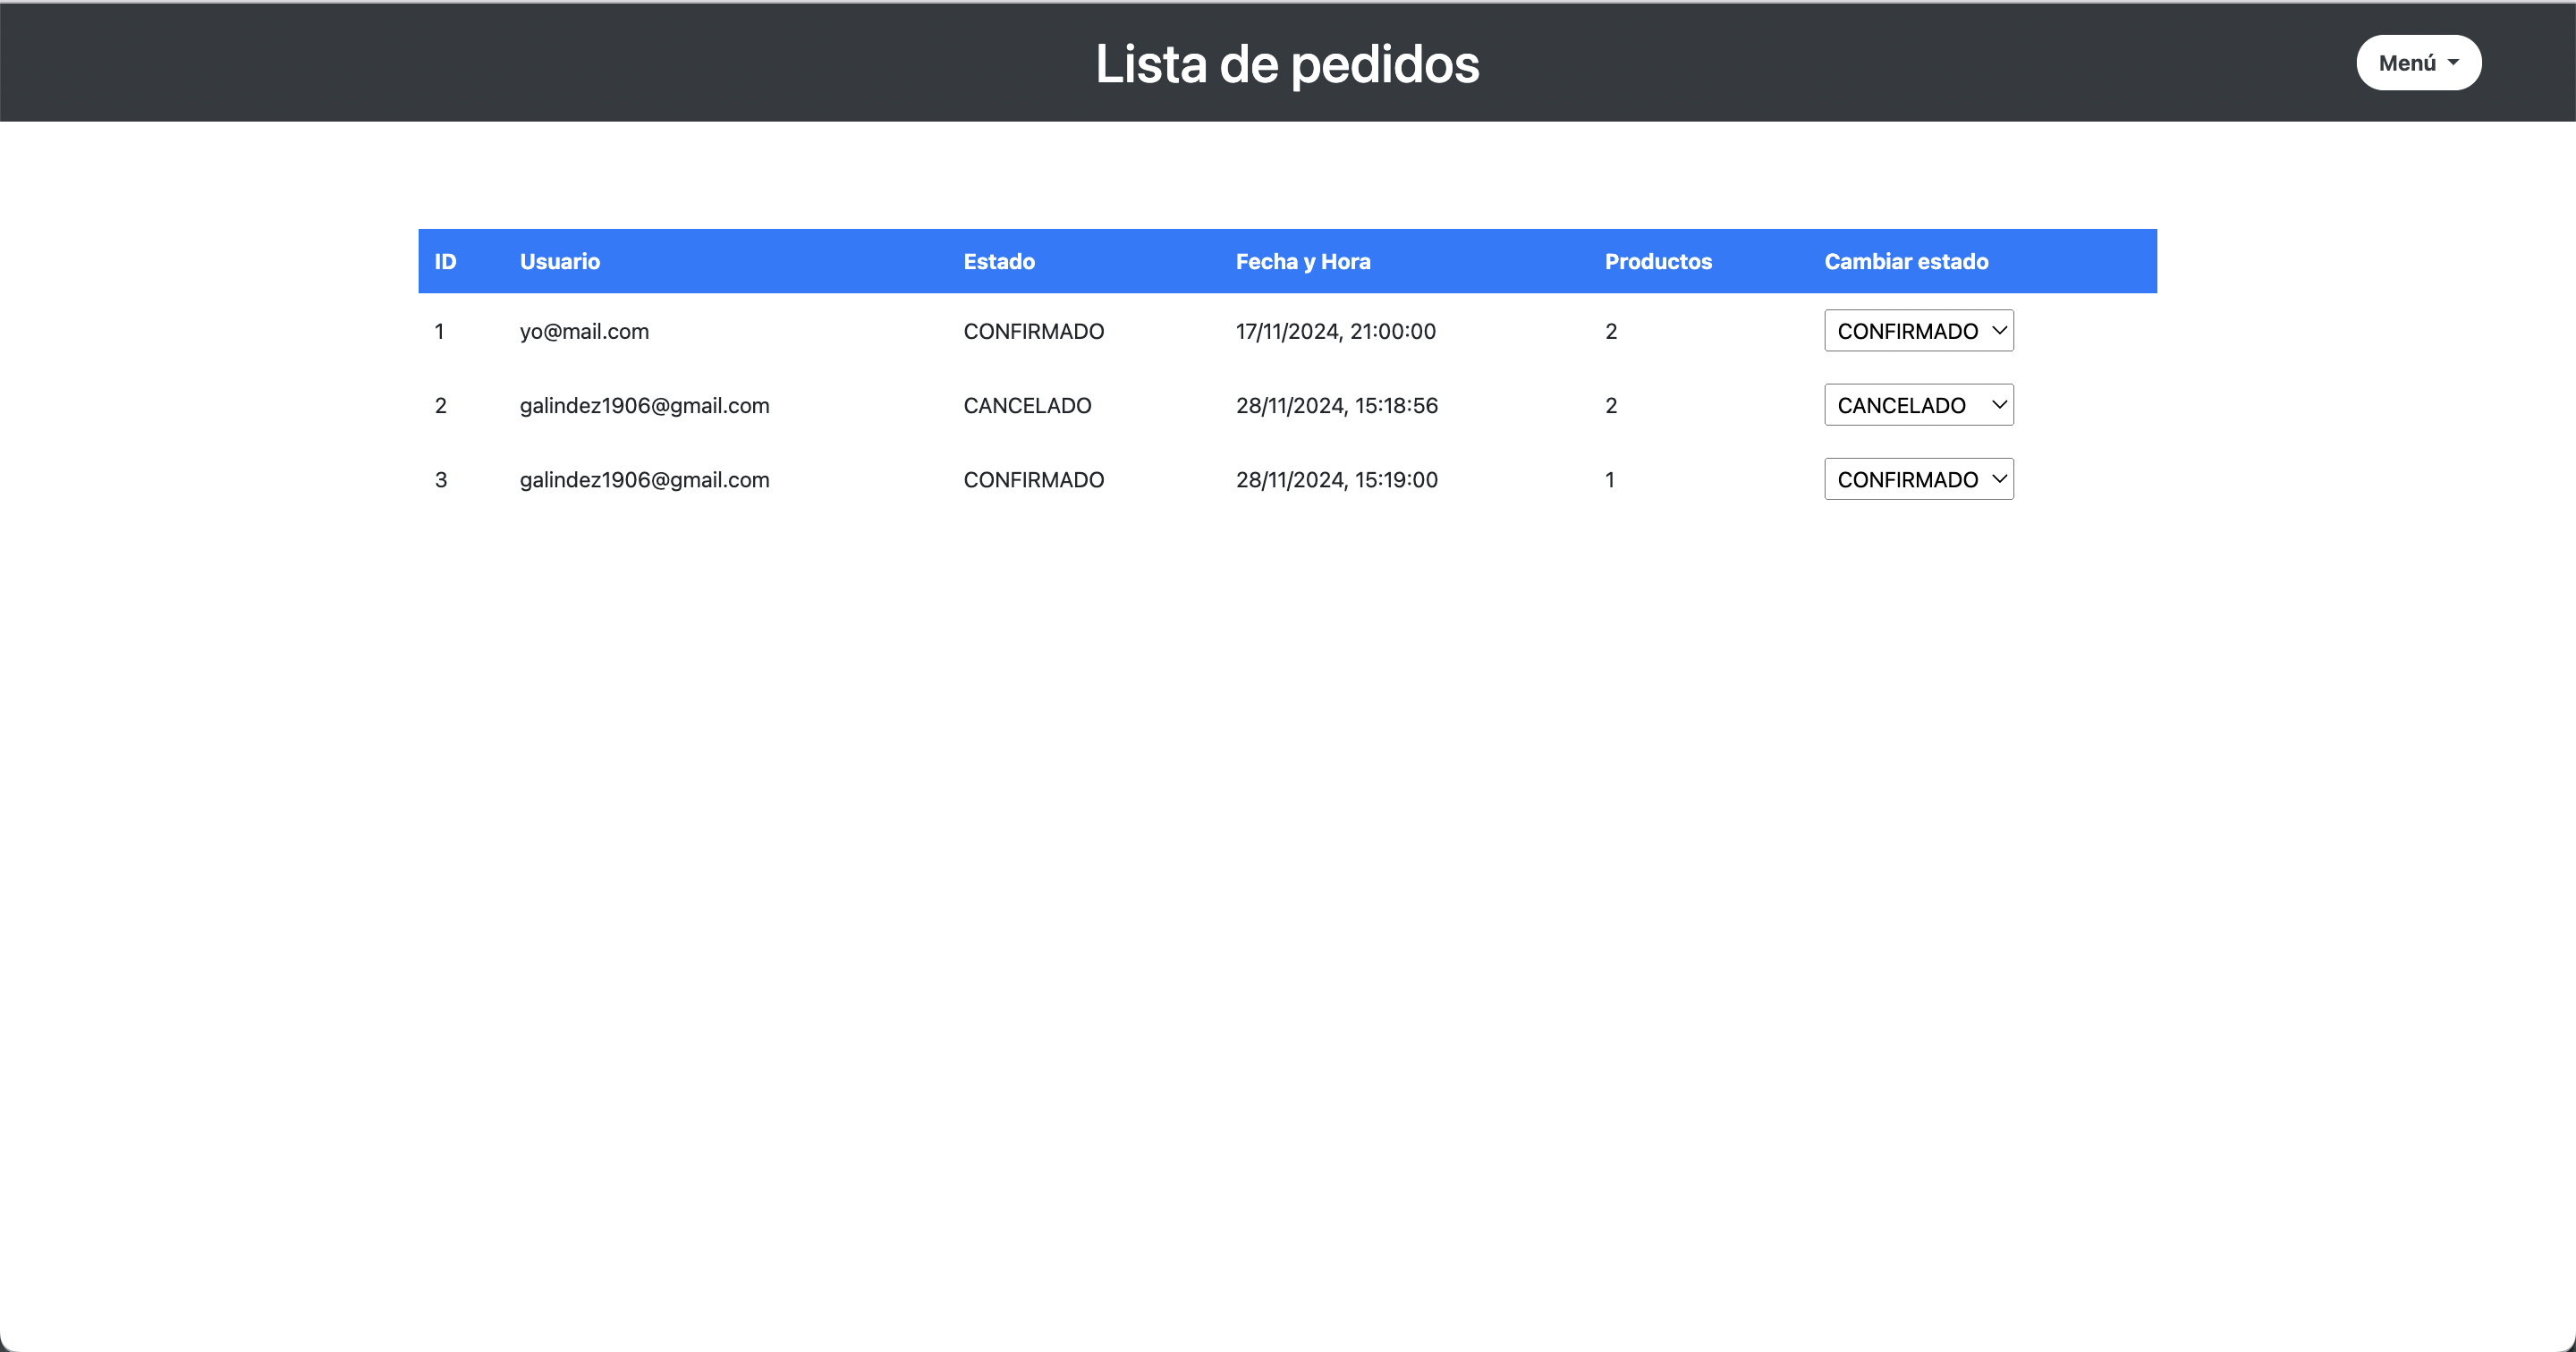 Lista de pedidos
Menú
ID Usuario Estado Fecha y Hora Productos Cambiar estado
1 yo@mail.com CONFIRMADO 17/11/2024, 21:00:00 2 CONFIRMADO
2 galindez1906@gmail.com CANCELADO 28/11/2024, 15:18:56 2 CANCELADO
3 galindez1906@gmail.com CONFIRMADO 28/11/2024, 15:19:00 1 CONFIRMADO